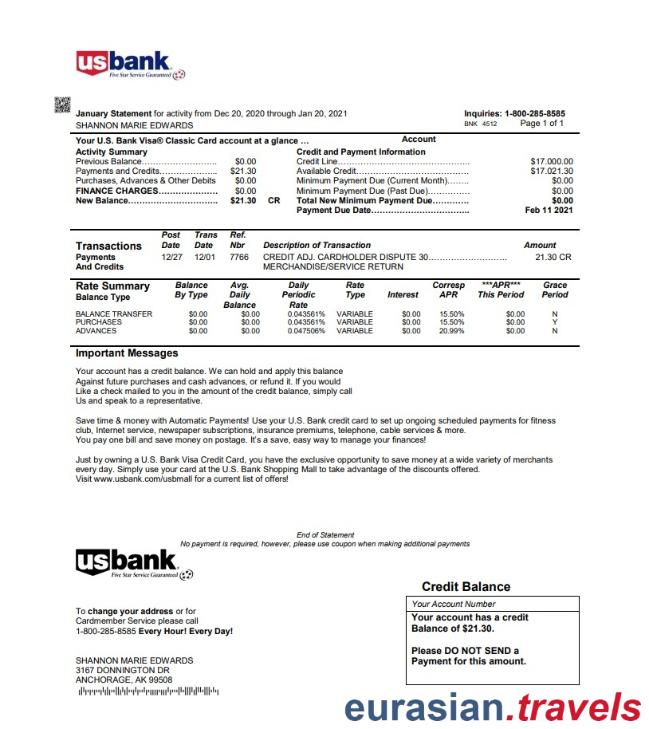 usbank.
Five Star Service Guaranteed
January Statement for activity from Dec 20, 2020 through Jan 20, 2021
Inquiries: 1-800-285-8585
SHANNON MARIE EDWARDS
BNK 4512 Page 1 of 1
Your U.S. Bank Visa® Classic Card account at a glance ... Account
Activity Summary
Previous Balance......................... $0.00
Payments and Credits................... $21.30
Purchases, Advances & Other Debits $0.00
FINANCE CHARGES.................. $0.00
New Balance............................ $21.30 CR
Credit and Payment Information
Credit Line............................................ $17.000.00
Available Credit..................................... $17.021.30
Minimum Payment Due (Current Month)....... $0.00
Minimum Payment Due (Past Due)............ $0.00
Total New Minimum Payment Due............ $0.00
Payment Due Date................................ Feb 11 2021
Transactions
Post Date
Trans Date
Ref. Nbr
Description of Transaction
Amount
Payments And Credits
12/27 12/01 7766 CREDIT ADJ. CARDHOLDER DISPUTE 30......................... 21.30 CR
MERCHANDISE/SERVICE RETURN
Rate Summary
Balance Type
Balance By Type
Avg. Daily Balance
Daily Periodic Rate
Rate Type
Interest
Corresp APR
***APR*** This Period
Grace Period
BALANCE TRANSFER $0.00 $0.00 0.043561% VARIABLE $0.00 15.50% $0.00 N
PURCHASES $0.00 $0.00 0.043561% VARIABLE $0.00 15.50% $0.00 Y
ADVANCES $0.00 $0.00 0.047506% VARIABLE $0.00 20.99% $0.00 N
Important Messages
Your account has a credit balance. We can hold and apply this balance
Against future purchases and cash advances, or refund it. If you would
Like a check mailed to you in the amount of the credit balance, simply call
Us and speak to a representative.
Save time & money with Automatic Payments! Use your U.S. Bank credit card to set up ongoing scheduled payments for fitness
club, Internet service, newspaper subscriptions, insurance premiums, telephone, cable services & more.
You pay one bill and save money on postage. It's a save, easy way to manage your finances!
Just by owning a U.S. Bank Visa Credit Card, you have the exclusive opportunity to save money at a wide variety of merchants
every day. Simply use your card at the U.S. Bank Shopping Mall to take advantage of the discounts offered.
Visit www.usbank.com/usbmall for a current list of offers!
End of Statement
No payment is required, however, please use coupon when making additional payments
usbank.
Five Star Service Guaranteed
To change your address or for
Cardmember Service please call
1-800-285-8585 Every Hour! Every Day!
SHANNON MARIE EDWARDS
3167 DONNINGTON DR
ANCHORAGE, AK 99508
Credit Balance
Your Account Number
Your account has a credit
Balance of $21.30.
Please DO NOT SEND a
Payment for this amount.
eurasian.travels